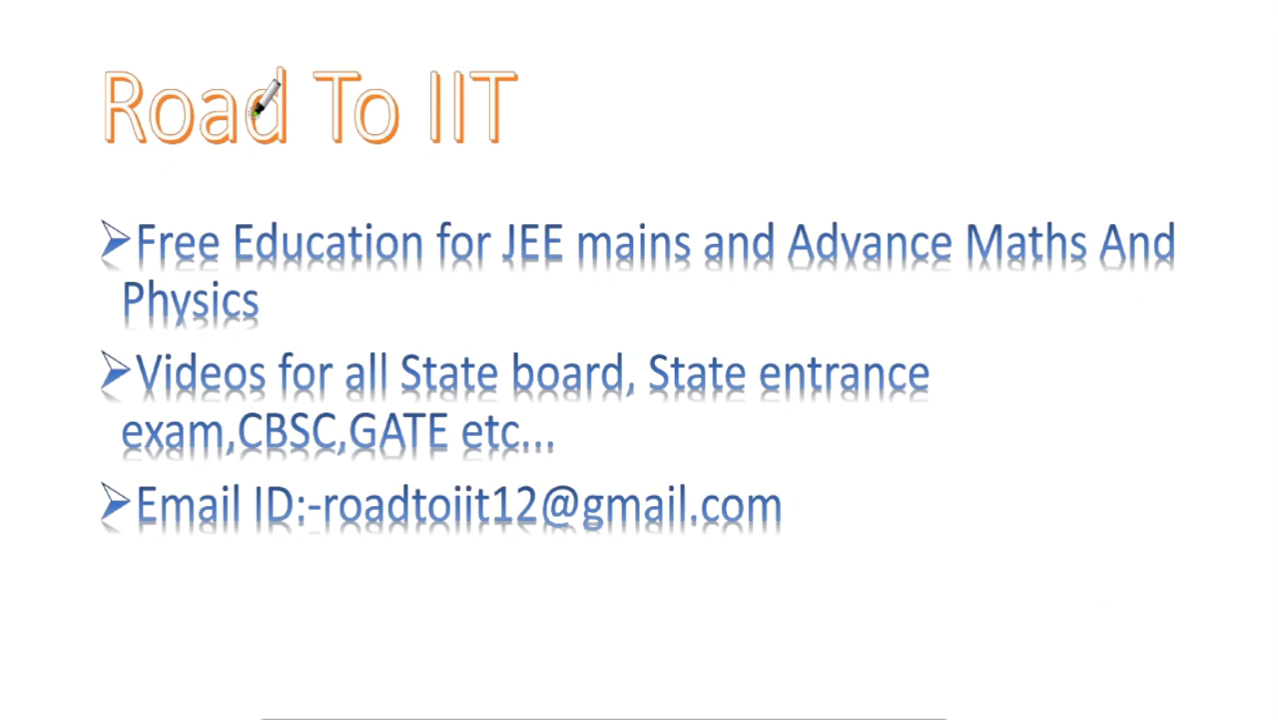 Road To IIT
➢Free Education for JEE mains and Advance Maths And
Physics
➢Videos for all State board, State entrance
exam,CBSC,GATE etc...
➢Email ID:-roadtoiit12@gmail.com